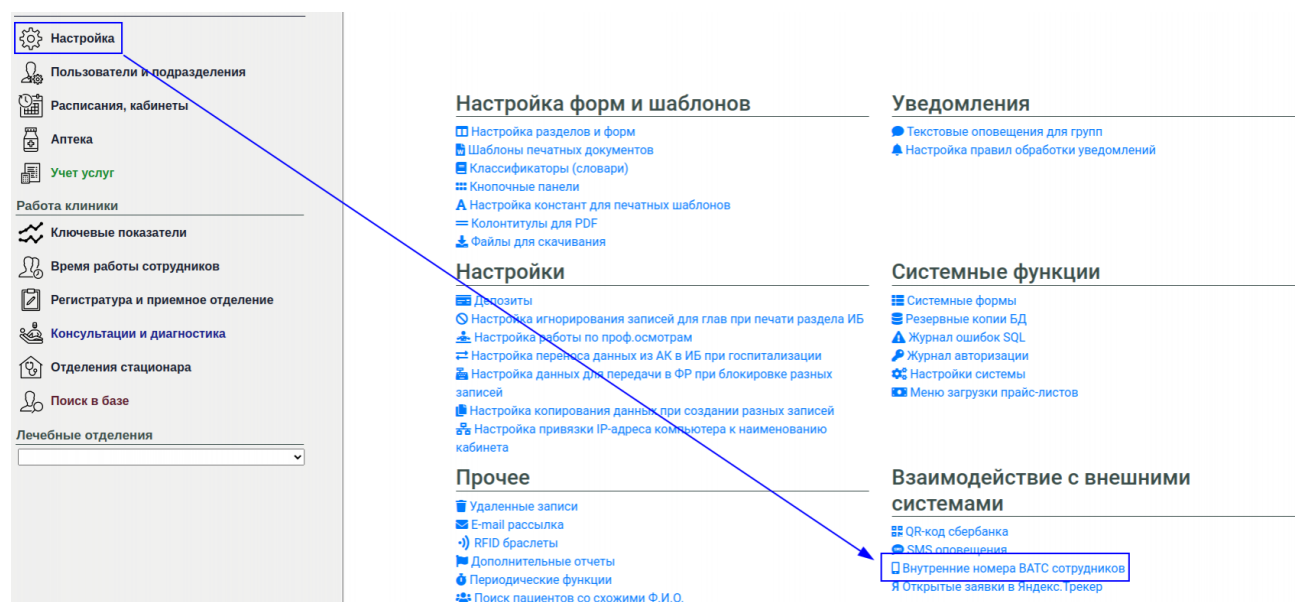 Настройка
Пользователи и подразделения
Расписания, кабинеты
Аптека
Учет услуг
Работа клиники
Ключевые показатели
Время работы сотрудников
Регистратура и приемное отделение
Консультации и диагностика
Отделения стационара
Поиск в базе
Лечебные отделения
Настройка форм и шаблонов
Настройка разделов и форм
Шаблоны печатных документов
Классификаторы (словари)
Кнопочные панели
Настройка констант для печатных шаблонов
Колонтитулы для PDF
Файлы для скачивания
Уведомления
Текстовые оповещения для групп
Настройка правил обработки уведомлений
Настройки
Депозиты
Настройка игнорирования записей для глав при печати раздела ИБ
Настройка работы по проф.осмотрам
Настройка переноса данных из АК в ИБ при госпитализации
Настройка данных для передачи в ФР при блокировке разных
записей
Настройка копирования данных при создании разных записей
Настройка привязки IP-адреса компьютера к наименованию
кабинета
Системные функции
Системные формы
Резервные копии БД
Журнал ошибок SQL
Журнал авторизации
Настройки системы
Меню загрузки прайс-листов
Прочее
Удаленные записи
E-mail рассылка
RFID браслеты
Дополнительные отчеты
Периодические функции
Поиск пациентов со схожими Ф.И.О.
Взаимодействие с внешними
системами
QR-код сбербанка
SMS оповещения
Внутренние номера ВАТС сотрудников
Открытые заявки в Яндекс.Трекер